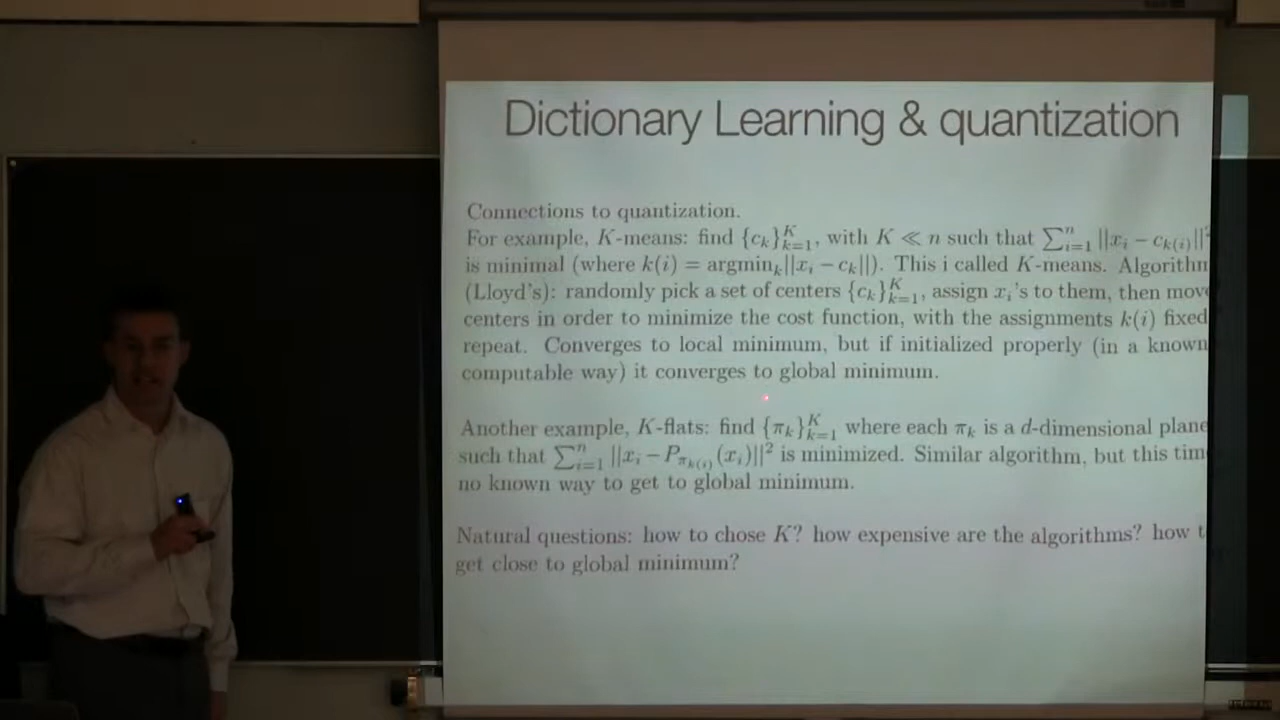 Dictionary Learning & quantization
Connections to quantization.
For example, K-means: find {c_k}_{k=1}^K, with K ≪ n such that ∑_{i=1}^n ||x_i − c_{k(i)}||²
is minimal (where k(i) = argmin_k||x_i − c_k||). This i called K-means. Algorithm
(Lloyd's): randomly pick a set of centers {c_k}_{k=1}^K, assign x_i's to them, then move
centers in order to minimize the cost function, with the assignments k(i) fixed
repeat. Converges to local minimum, but if initialized properly (in a known
computable way) it converges to global minimum.
Another example, K-flats: find {π_k}_{k=1}^K where each π_k is a d-dimensional plane
such that ∑_{i=1}^n ||x_i − P_{π_{k(i)}}(x_i)||² is minimized. Similar algorithm, but this tim
no known way to get to global minimum.
Natural questions: how to chose K? how expensive are the algorithms? how t
get close to global minimum?